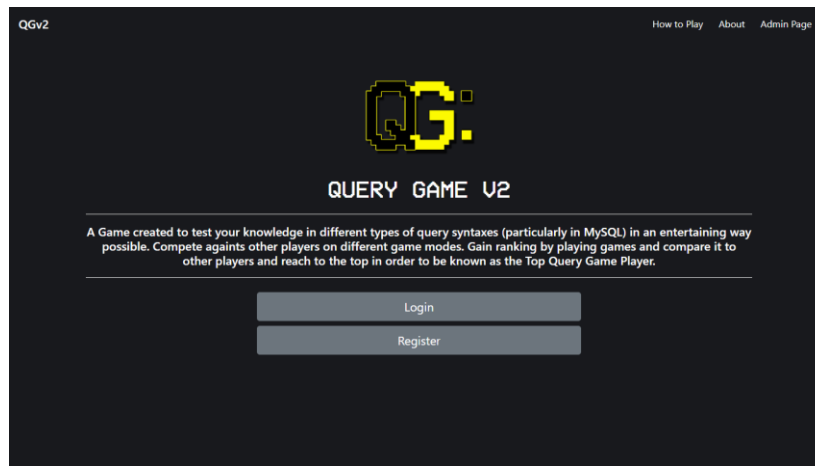 QGv2
How to Play About Admin Page
QG:
QUERY GAME V2
A Game created to test your knowledge in different types of query syntaxes (particularly in MySQL) in an entertaining way
possible. Compete againts other players on different game modes. Gain ranking by playing games and compare it to
other players and reach to the top in order to be known as the Top Query Game Player.
Login
Register